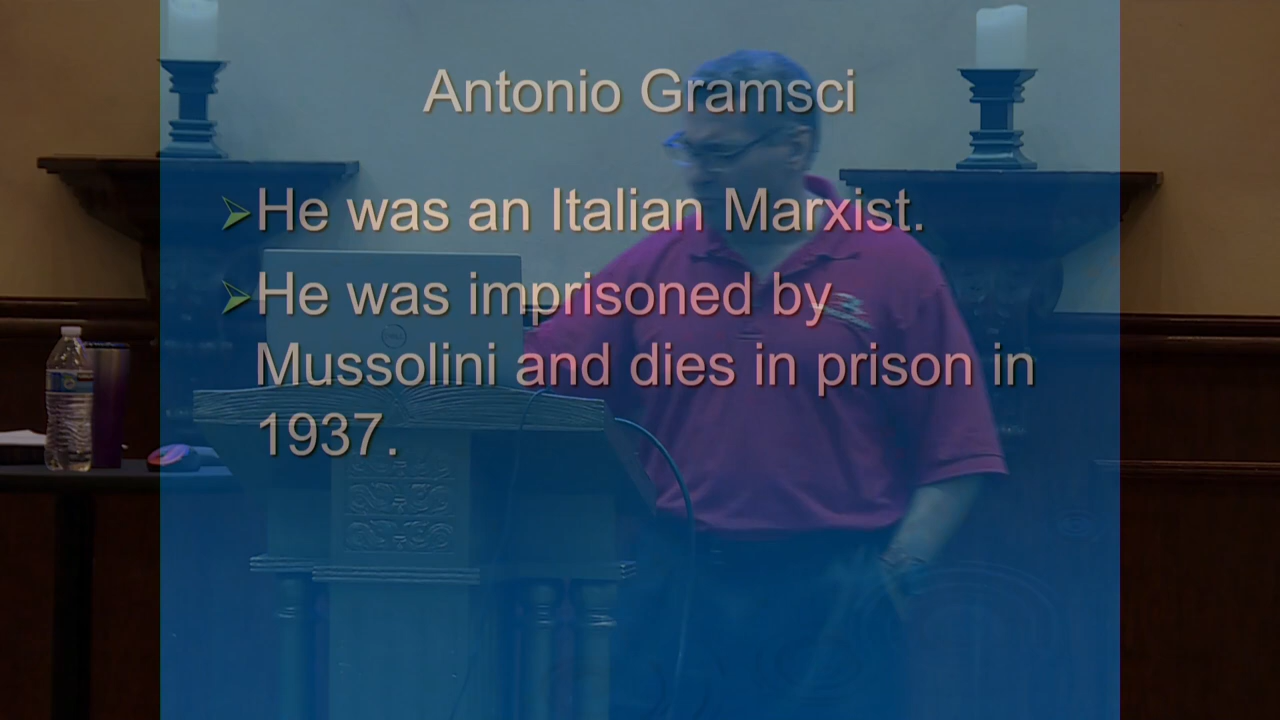 Antonio Gramsci
He was an Italian Marxist.
He was imprisoned by
Mussolini and dies in prison in
1937.